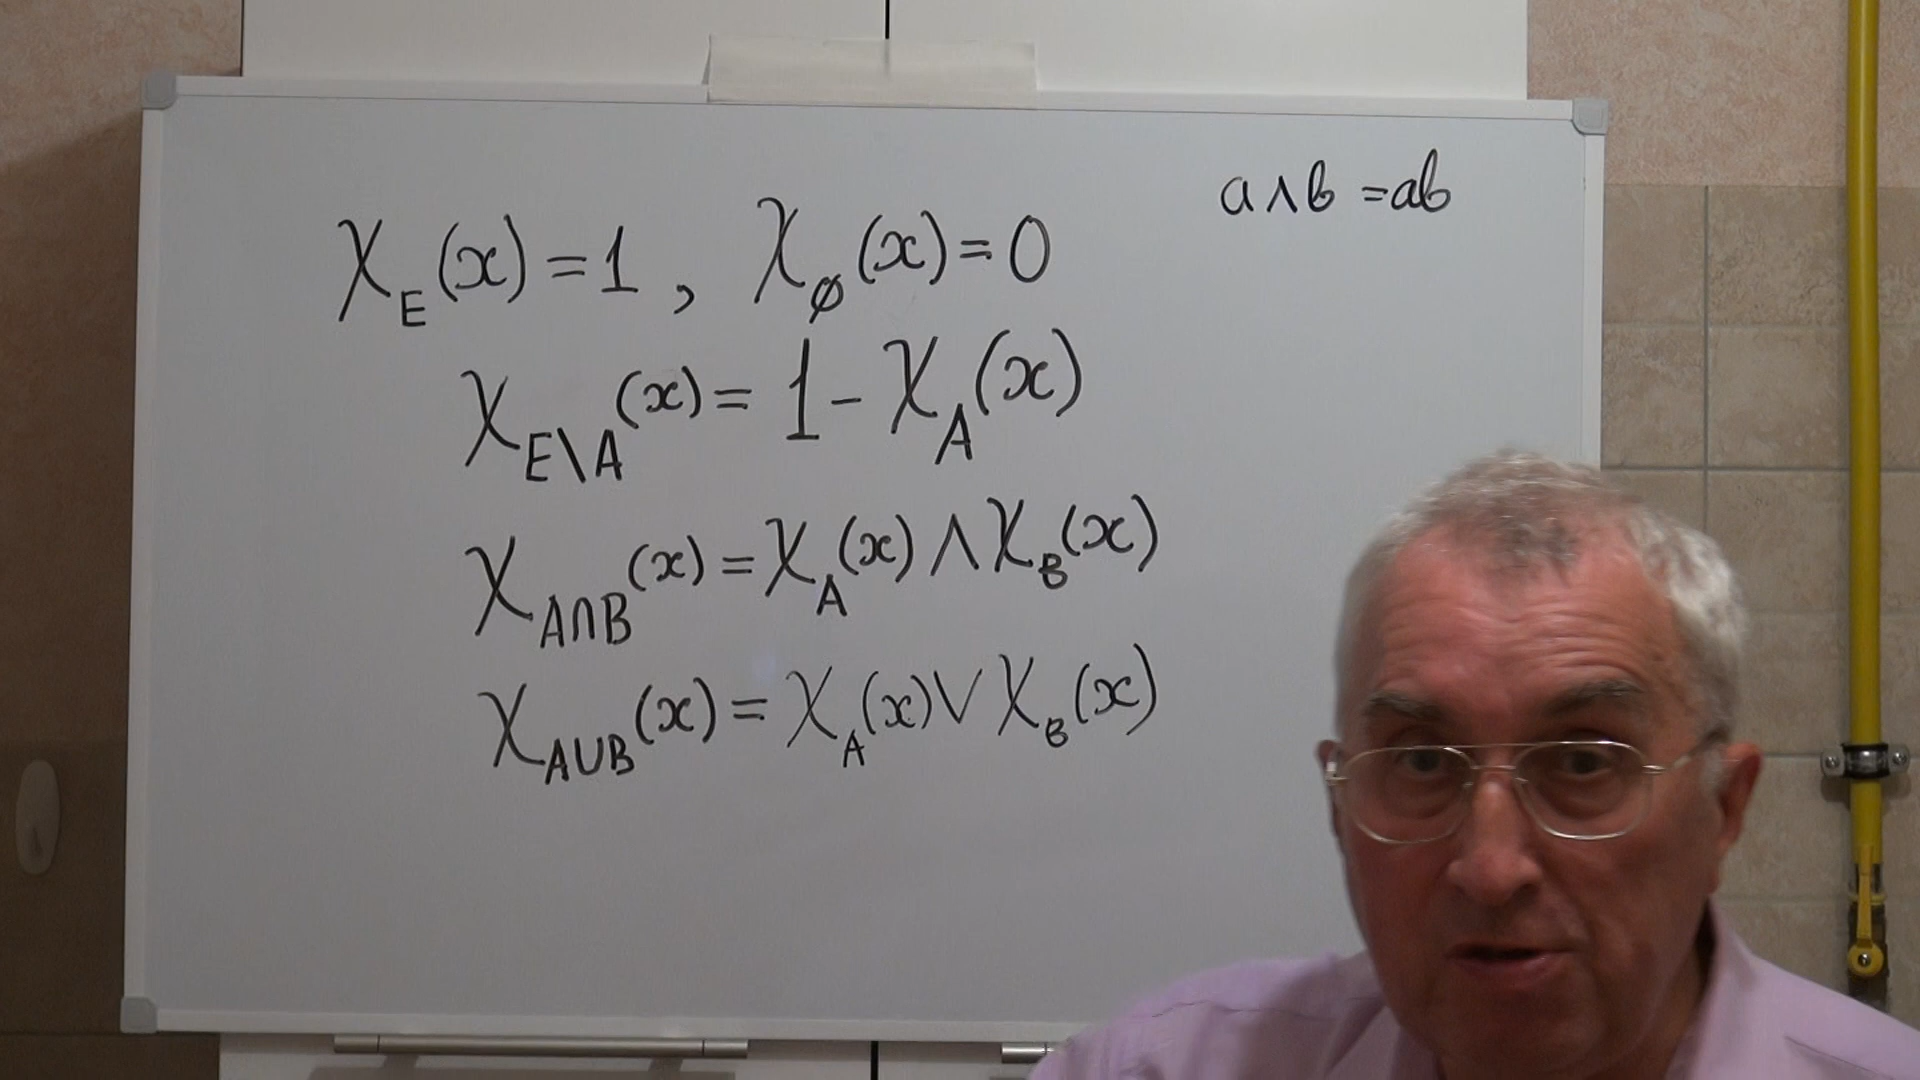 a∧b = ab
χ_E(x) = 1, χ_∅(x) = 0
χ_{E\A}(x) = 1 − χ_A(x)
χ_{A∩B}(x) = χ_A(x) ∧ χ_B(x)
χ_{A∪B}(x) = χ_A(x) ∨ χ_B(x)